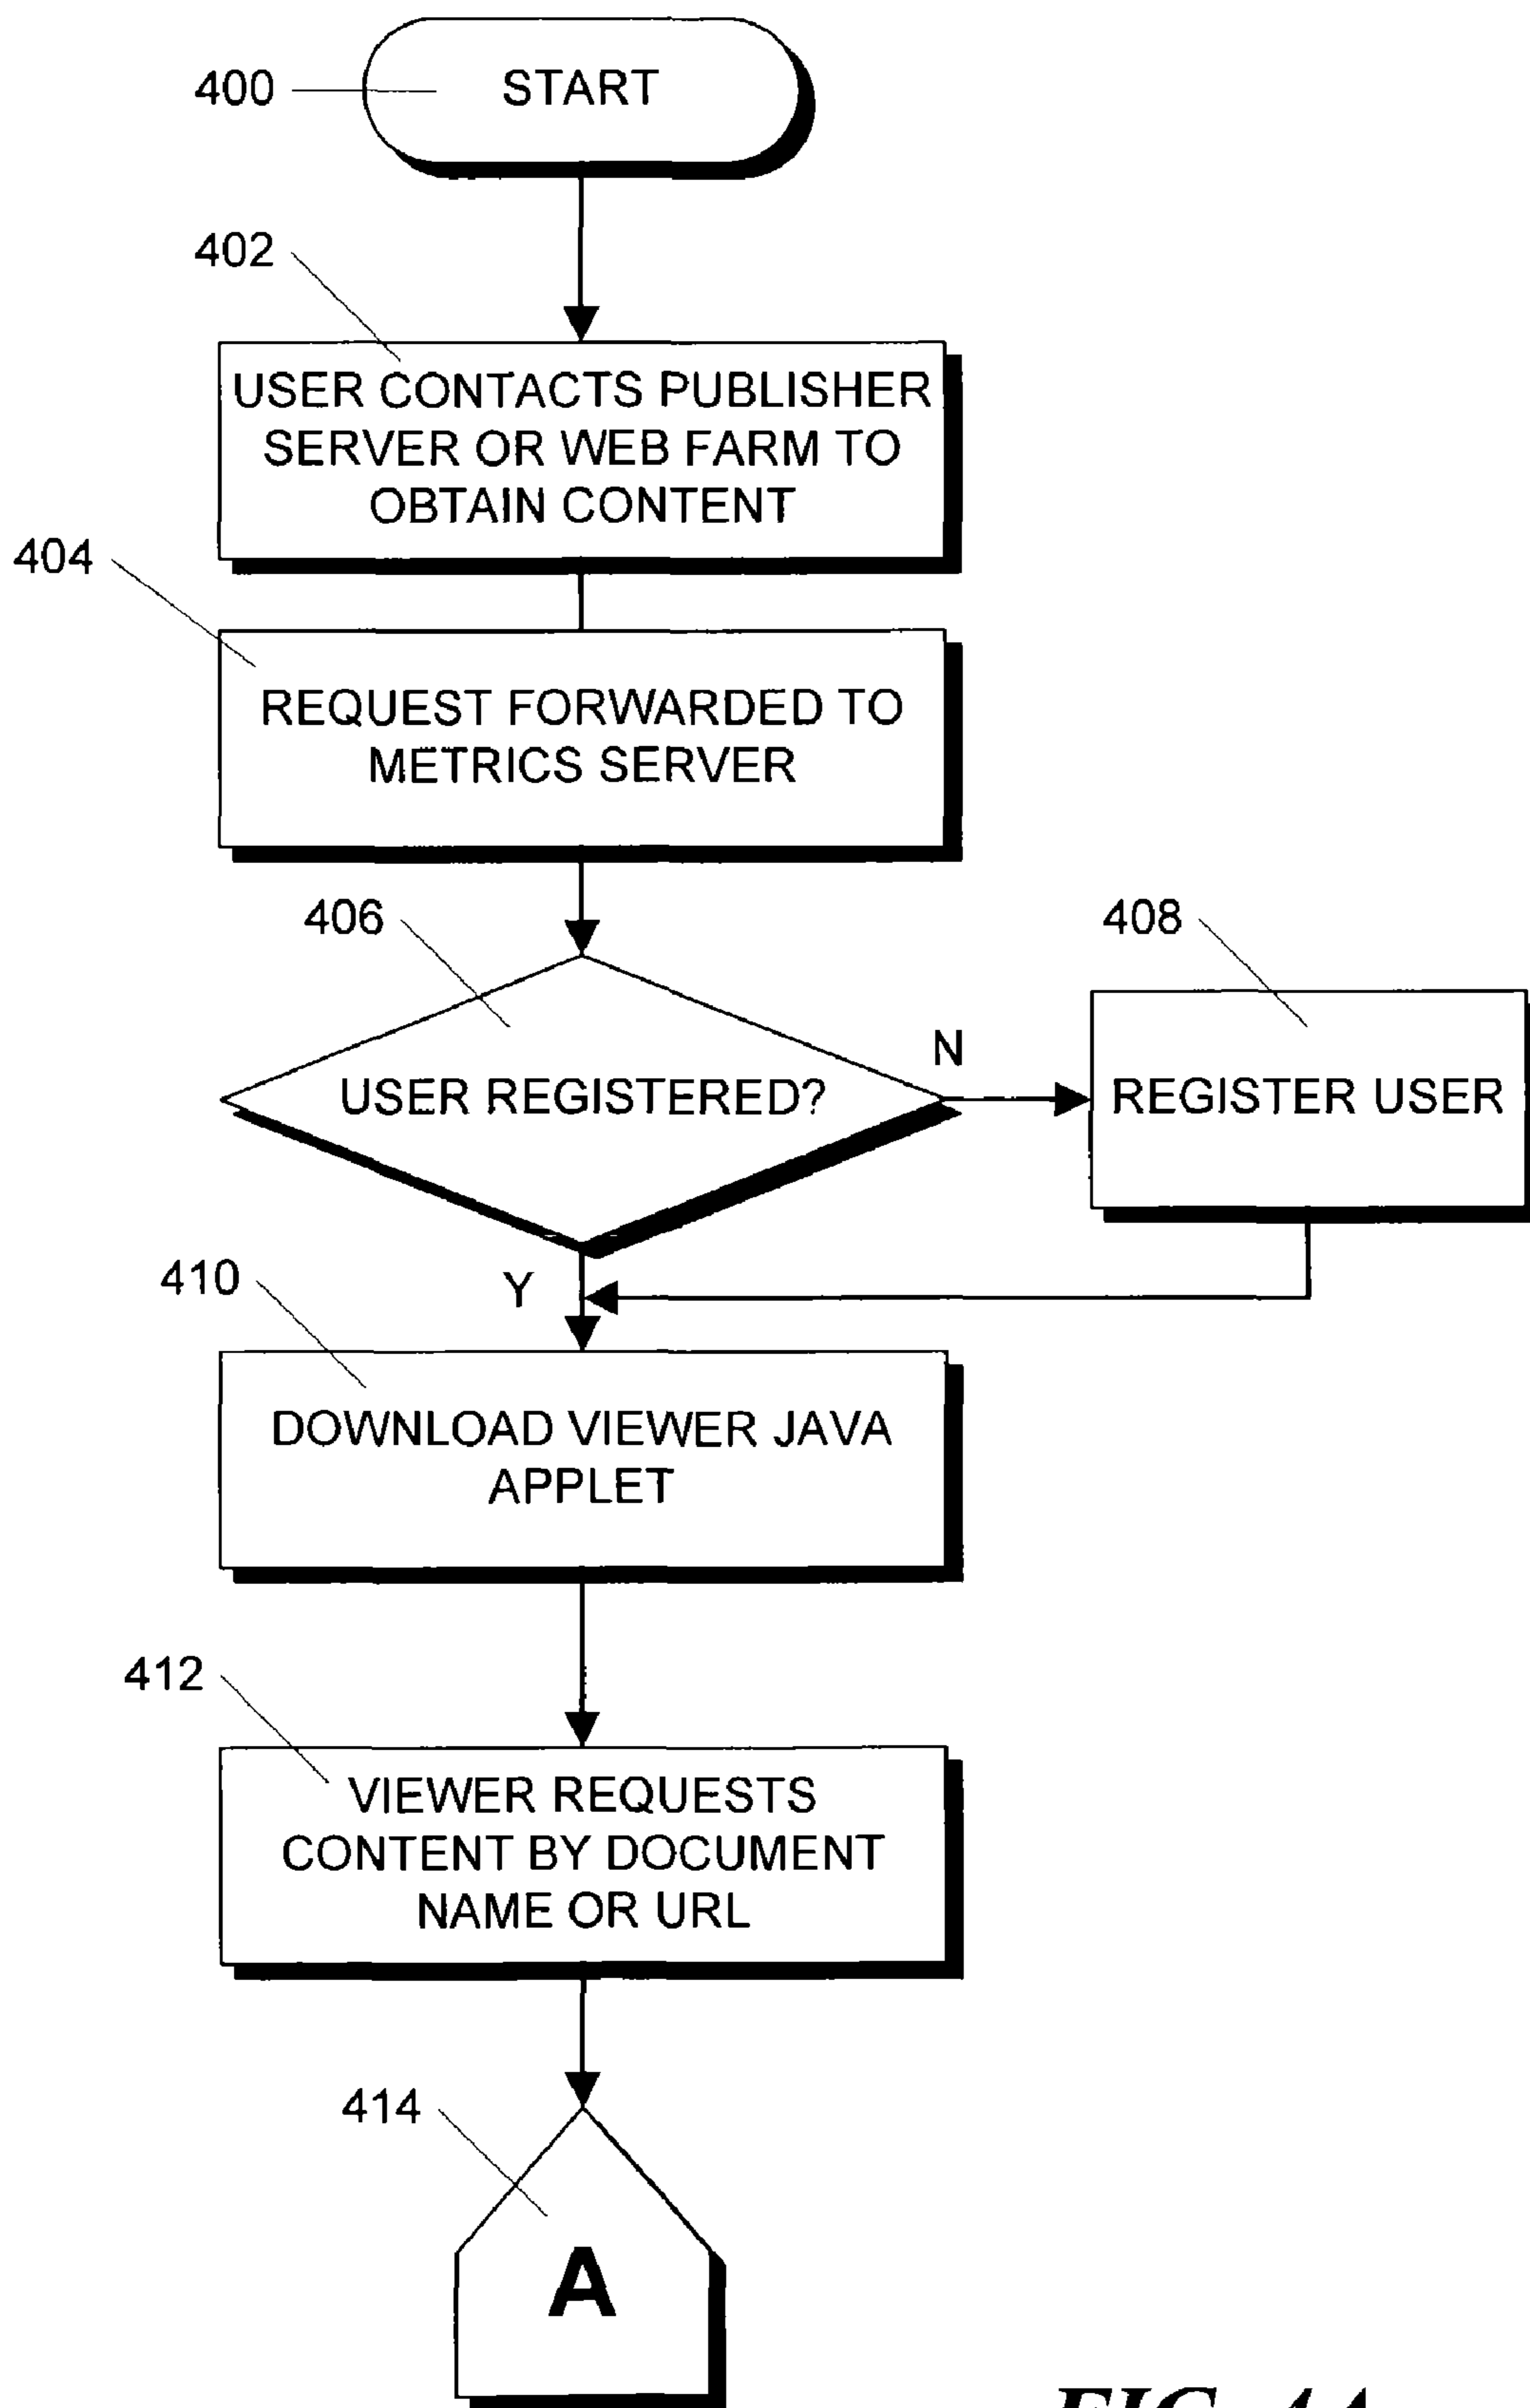 400
START
402
USER CONTACTS PUBLISHER
SERVER OR WEB FARM TO
OBTAIN CONTENT
404
REQUEST FORWARDED TO
METRICS SERVER
406
408
N
USER REGISTERED?
REGISTER USER
410
Y
DOWNLOAD VIEWER JAVA
APPLET
412
VIEWER REQUESTS
CONTENT BY DOCUMENT
NAME OR URL
414
A
FIG. 4A